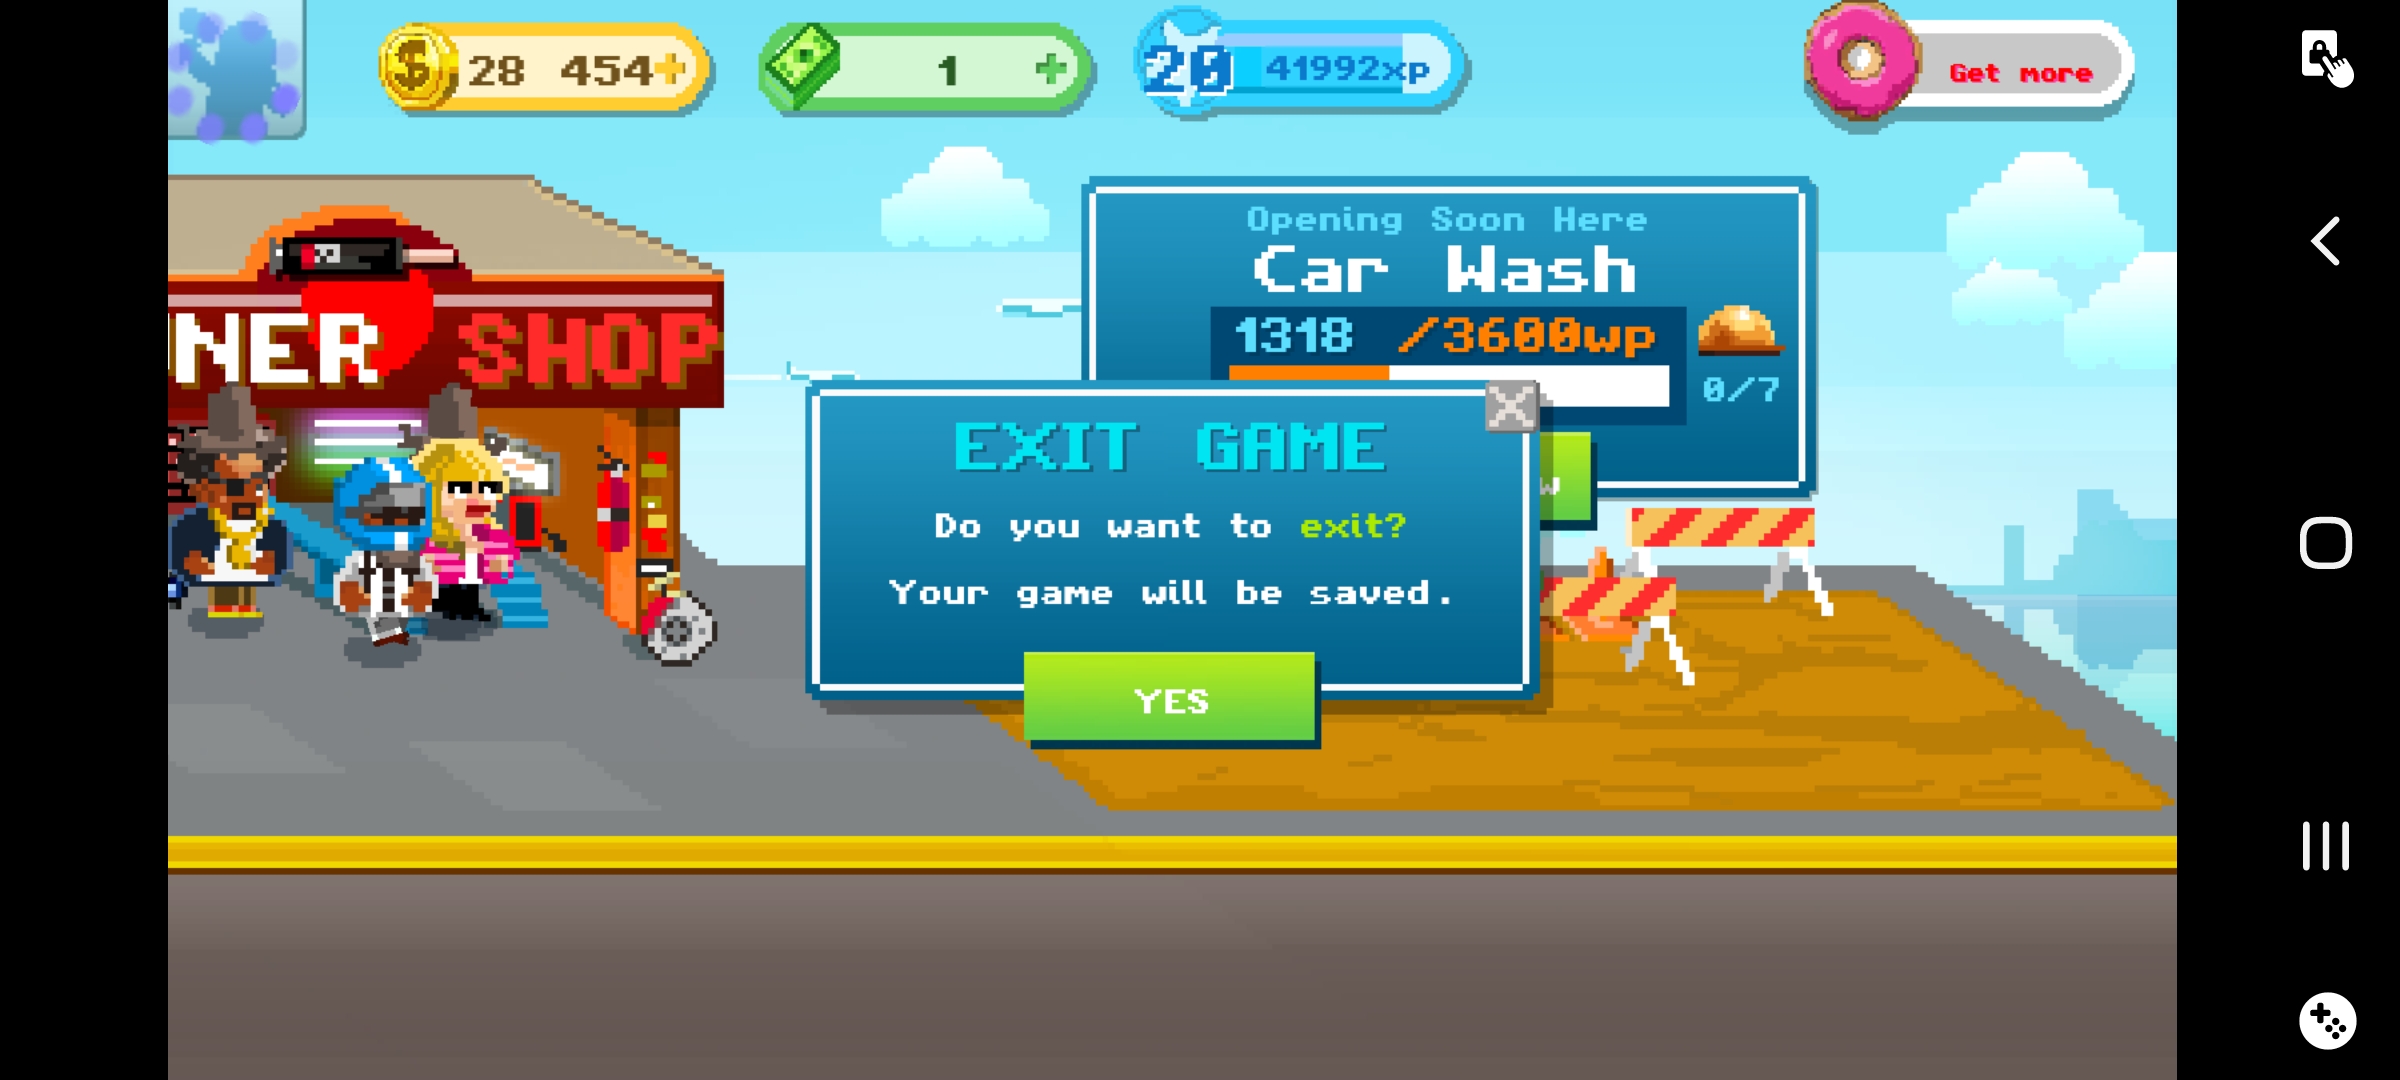 28 454+
1 +
20 41992xp
Get more
Opening Soon Here
Car Wash
1318 /3600wp
0/7
NER SHOP
EXIT GAME
Do you want to exit?
Your game will be saved.
YES